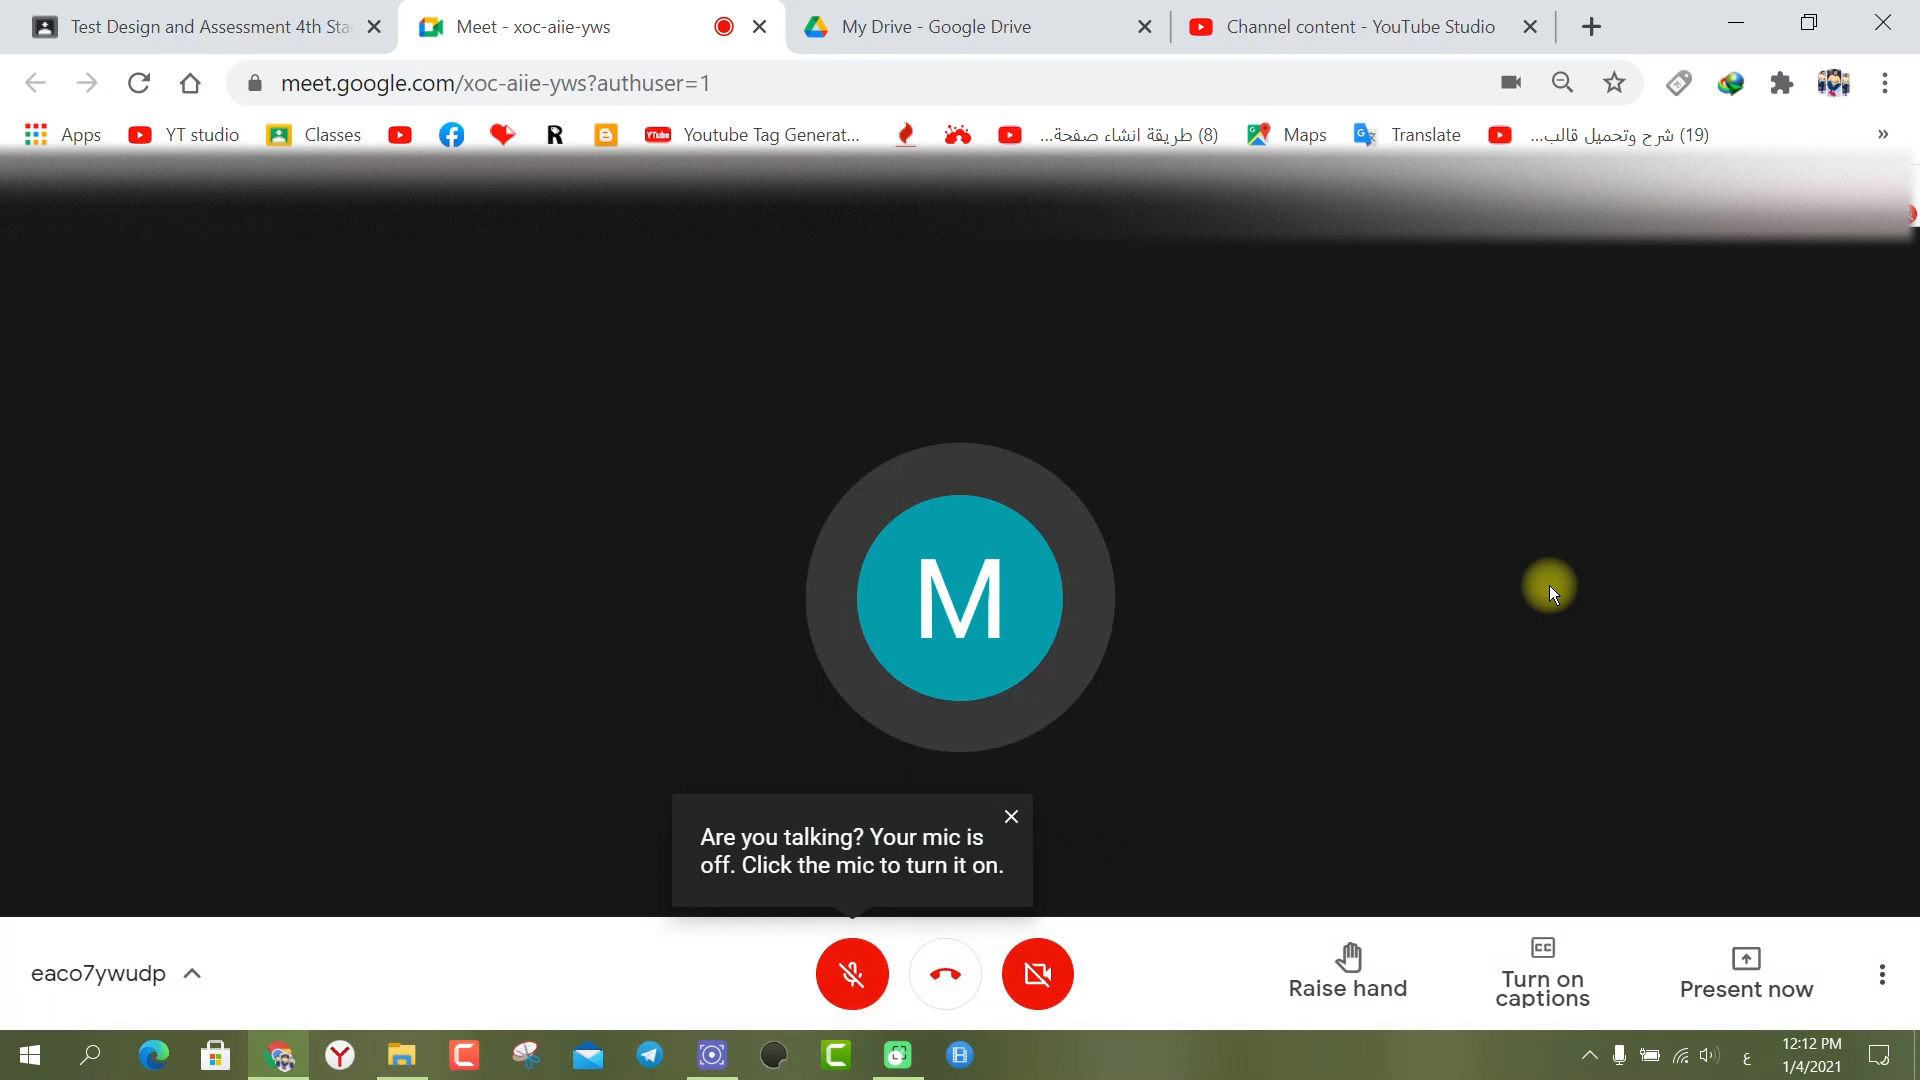 Test Design and Assessment 4th Sta
Meet - xoc-aiie-yws
My Drive - Google Drive
Channel content - YouTube Studio
meet.google.com/xoc-aiie-yws?authuser=1
Apps
YT studio
Classes
R
YTube
Youtube Tag Generat...
(8) طريقة انشاء صفحة...
Maps
Translate
(19) شرح وتحميل قالب...
»
M
Are you talking? Your mic is
off. Click the mic to turn it on.
eaco7ywudp
Raise hand
CC
Turn on
captions
Present now
12:12 PM
ع
1/4/2021